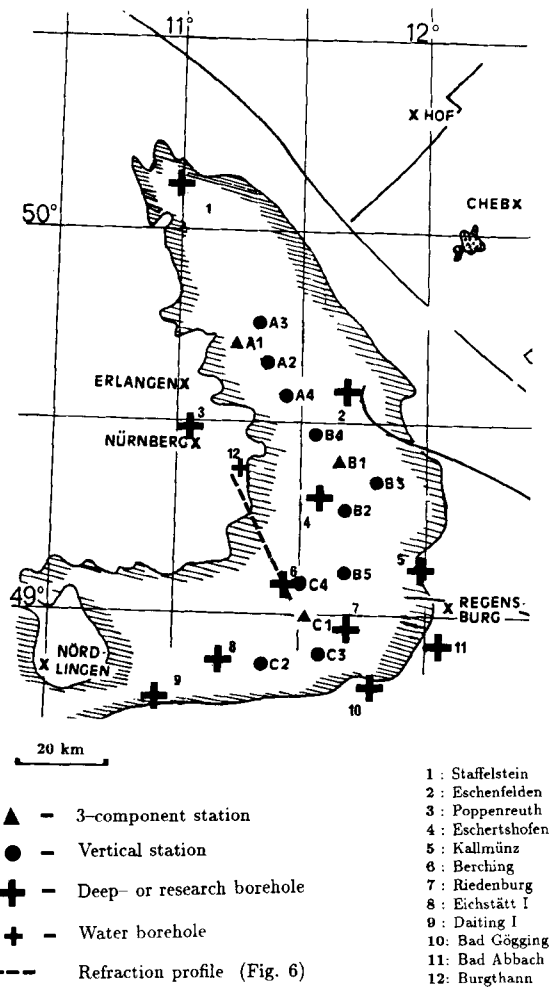 11° 12°
X HOF
CHEB X
1
50°
A3
A1
A2
ERLANGEN X
A4
3
2
NÜRNBERG X
B4
12
B1
B3
4
B2
6
B5
5
C4
49°
REGENS-
X BURG
C1
7
NÖRD-
X LINGEN
8
C2
C3
11
9
10
20 km
3–component station
– Vertical station
– Deep– or research borehole
– Water borehole
Refraction profile (Fig. 6)
1 : Staffelstein
2 : Eschenfelden
3 : Poppenreuth
4 : Eschertshofen
5 : Kallmünz
6 : Berching
7 : Riedenburg
8 : Eichstätt I
9 : Daiting I
10: Bad Gögging
11: Bad Abbach
12: Burgthann